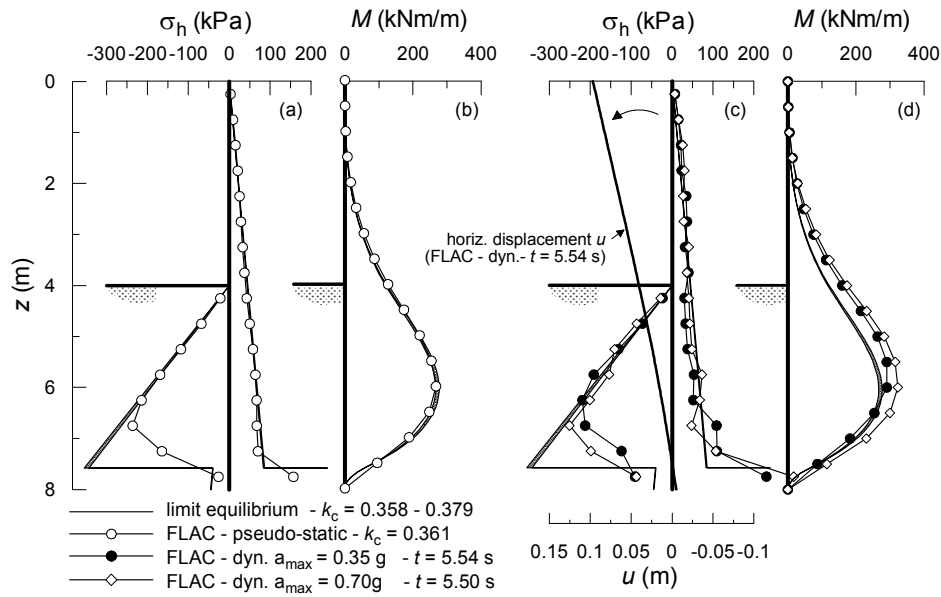 σh (kPa) M (kNm/m) σh (kPa) M (kNm/m)
-300 -200 -100 0 100 200 0 200 400 -300 -200 -100 0 100 200 0 200 400
0
(a) (b) (c) (d)
2
horiz. displacement u
(FLAC - dyn.- t = 5.54 s)
z (m)
4
6
8
limit equilibrium - kc = 0.358 - 0.379
FLAC - pseudo-static - kc = 0.361
FLAC - dyn. amax = 0.35 g - t = 5.54 s
FLAC - dyn. amax = 0.70g - t = 5.50 s
0.15 0.1 0.05 0 -0.05 -0.1
u (m)